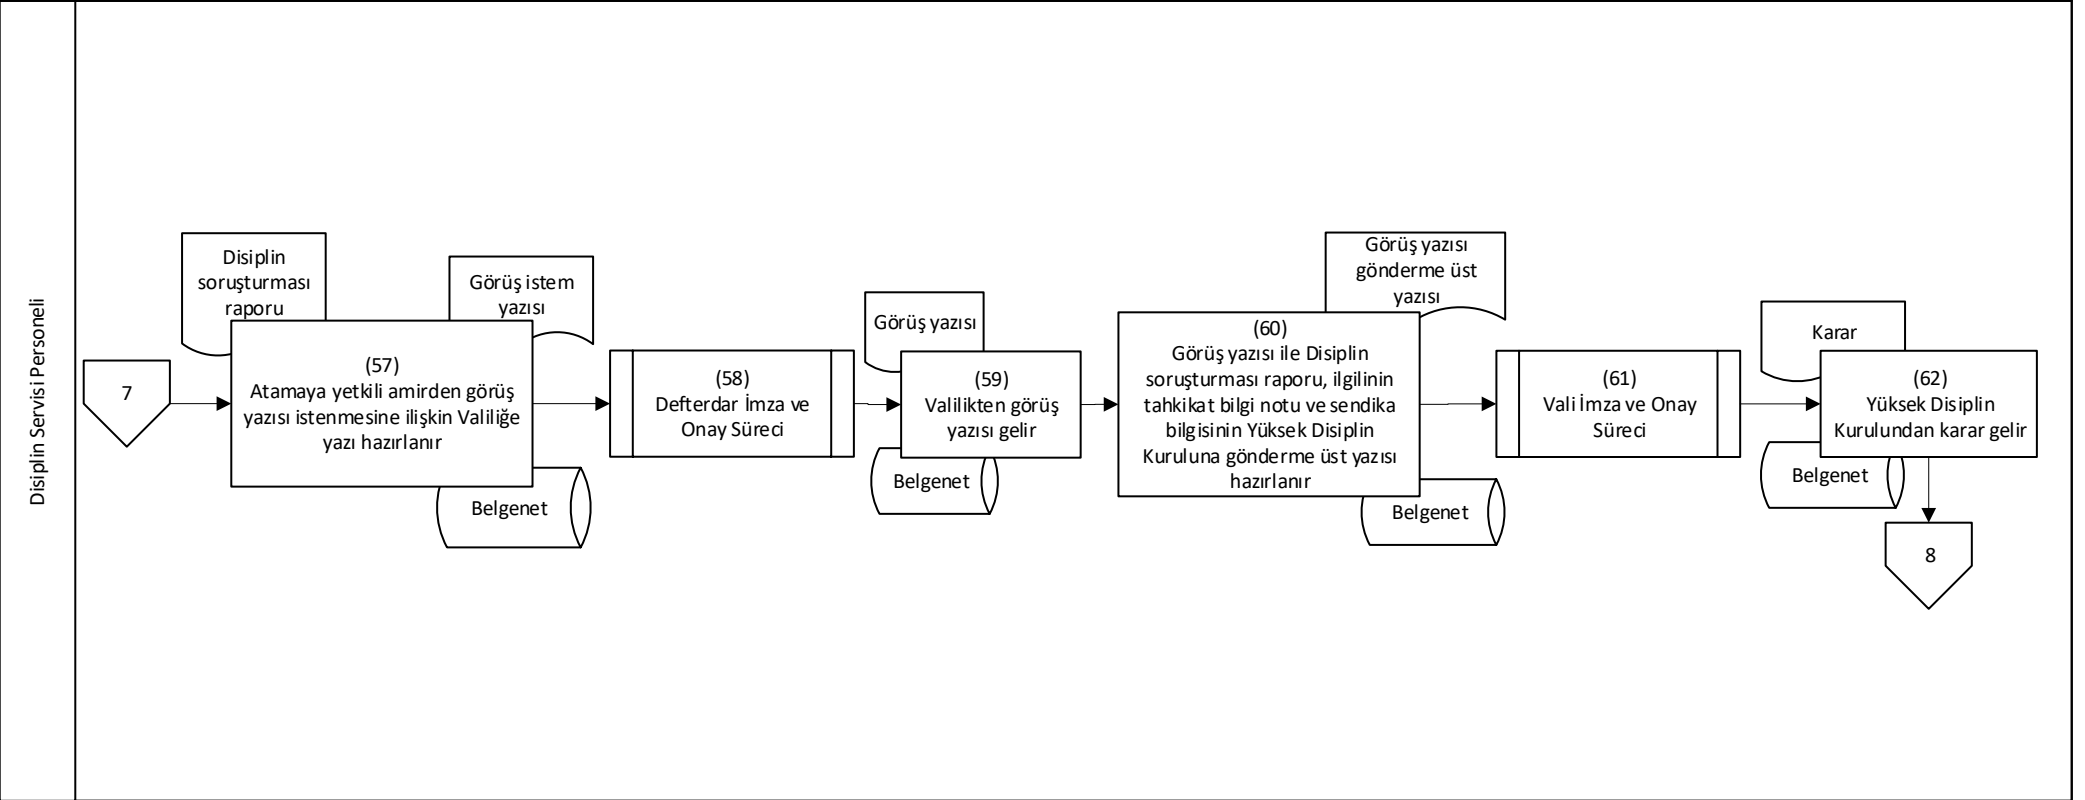 Disiplin Servisi Personeli
7
Disiplin
soruşturması
raporu
Görüş istem
yazısı
(57)
Atamaya yetkili amirden görüş
yazısı istenmesine ilişkin Valiliğe
yazı hazırlanır
Belgenet
(58)
Defterdar İmza ve
Onay Süreci
Görüş yazısı
(59)
Valilikten görüş
yazısı gelir
Belgenet
Görüş yazısı
gönderme üst
yazısı
(60)
Görüş yazısı ile Disiplin
soruşturması raporu, ilgilinin
tahkikat bilgi notu ve sendika
bilgisinin Yüksek Disiplin
Kuruluna gönderme üst yazısı
hazırlanır
Belgenet
(61)
Vali İmza ve Onay
Süreci
Karar
(62)
Yüksek Disiplin
Kurulundan karar gelir
Belgenet
8